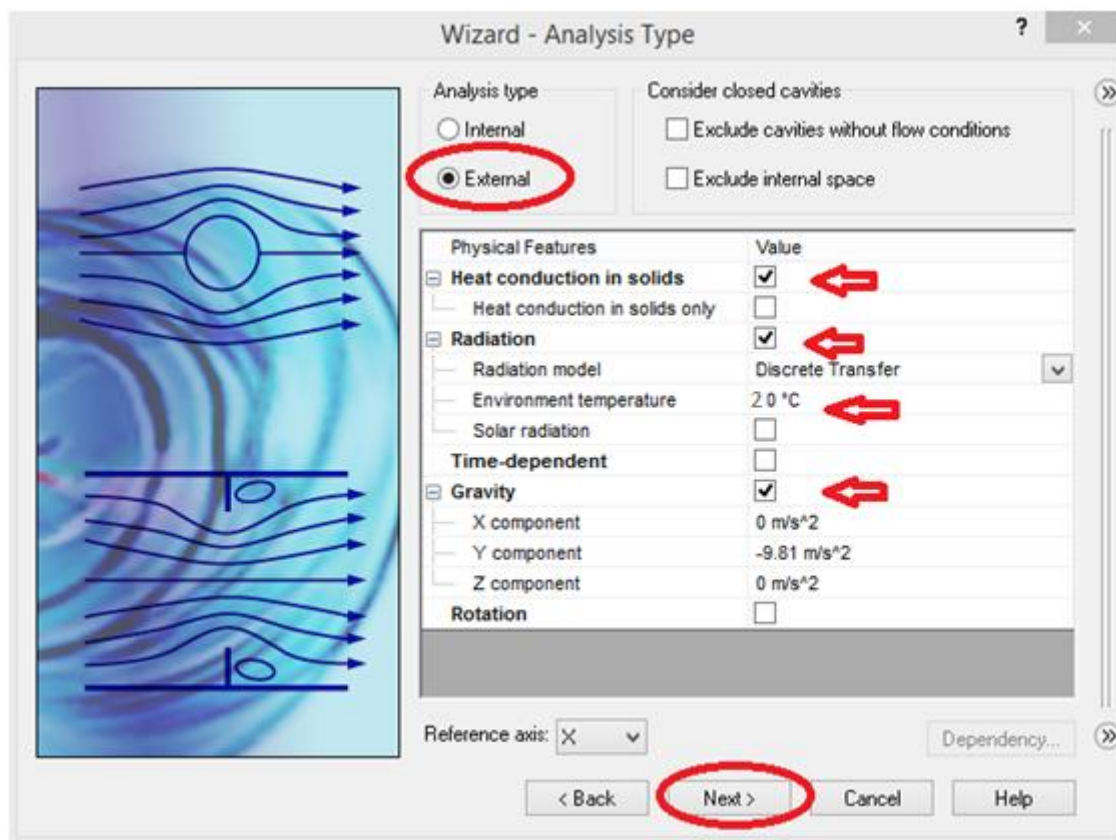 Wizard - Analysis Type
?
Analysis type
Internal
External
Consider closed cavities
Exclude cavities without flow conditions
Exclude internal space
Physical Features Value
Heat conduction in solids
Heat conduction in solids only
Radiation
Radiation model Discrete Transfer
Environment temperature 2 0 °C
Solar radiation
Time-dependent
Gravity
X component 0 m/s^2
Y component -9.81 m/s^2
Z component 0 m/s^2
Rotation
Reference axis: X
Dependency...
< Back Next > Cancel Help